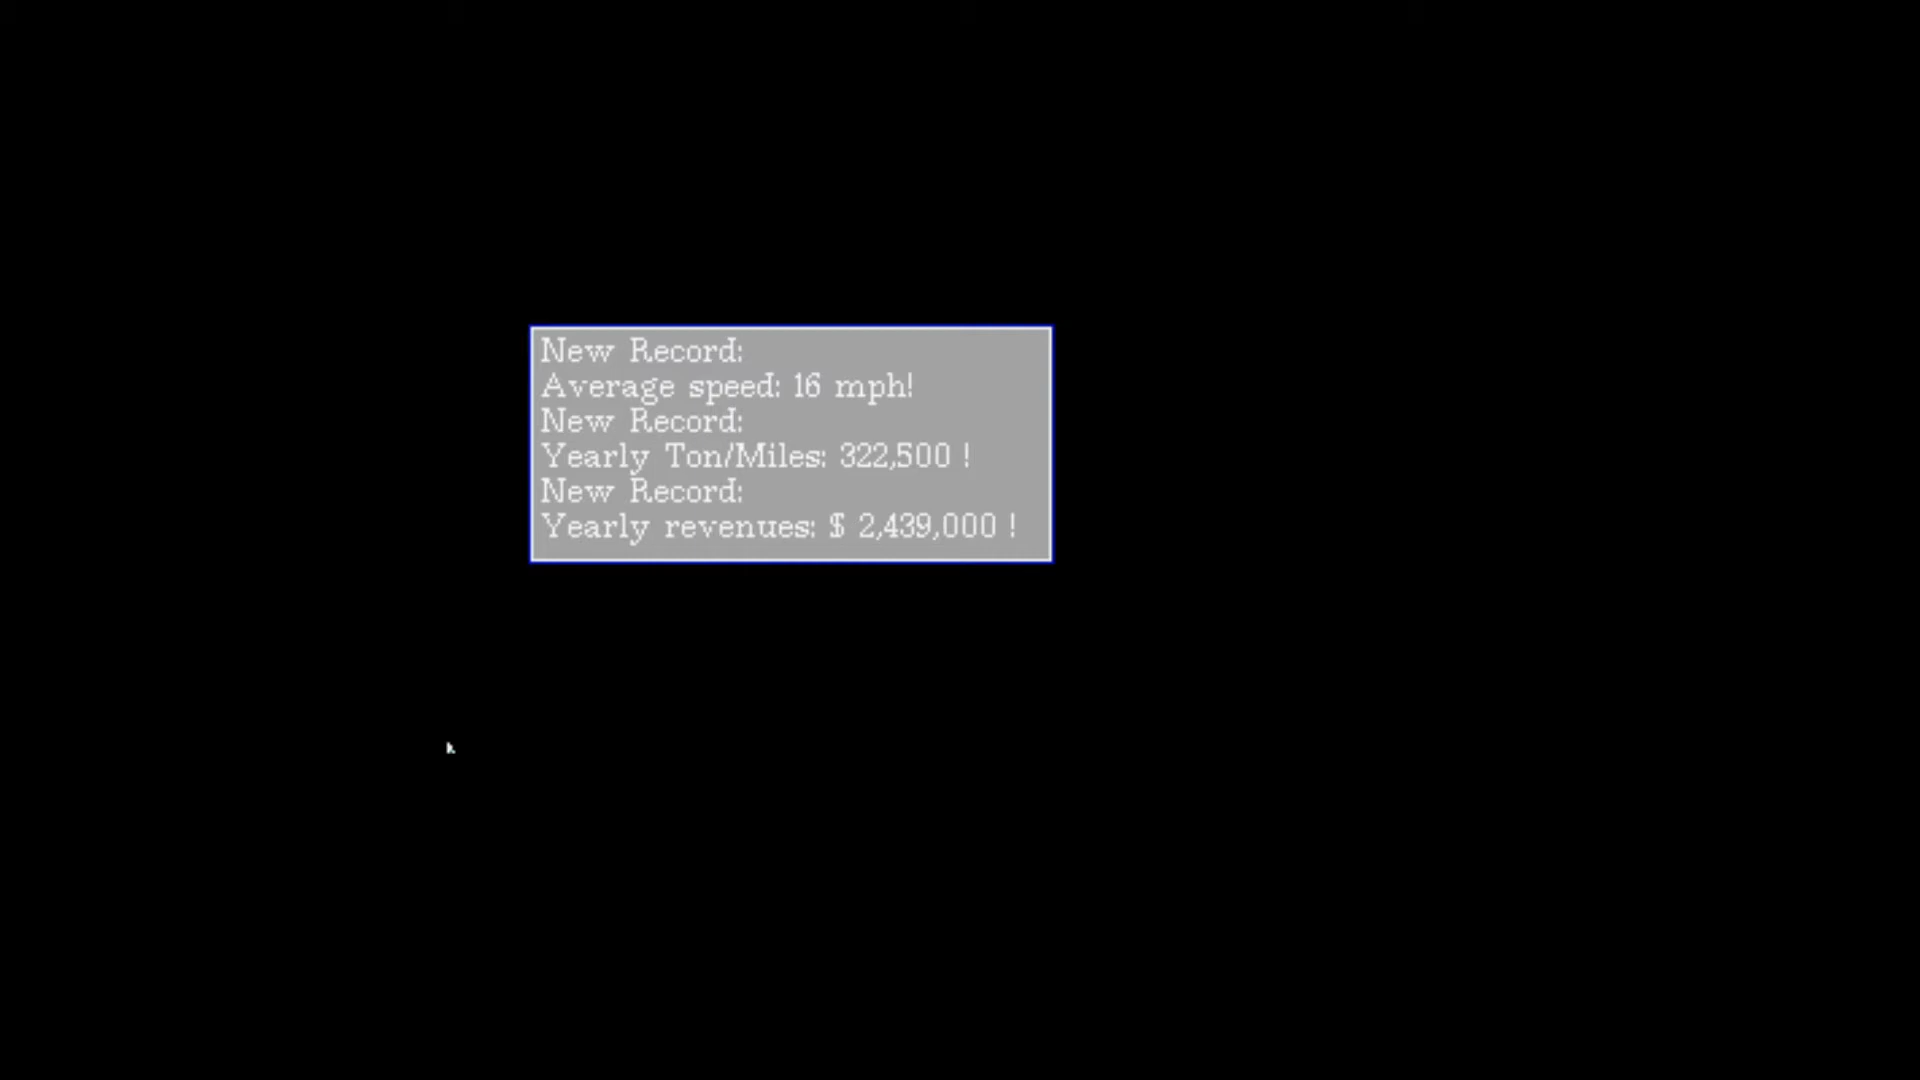 New Record:
Average speed: 16 mph!
New Record:
Yearly Ton/Miles: 322,500 !
New Record:
Yearly revenues: $ 2,439,000 !